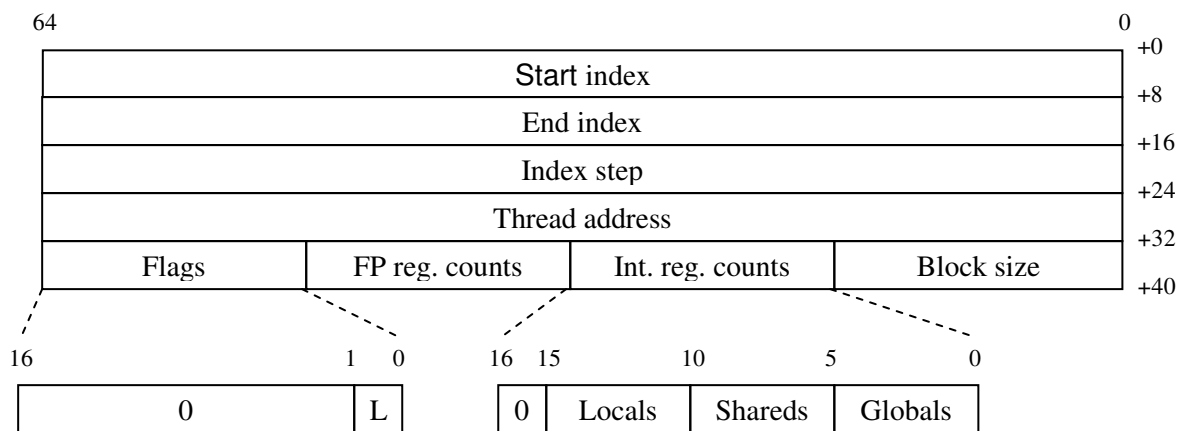 64 0
+0
Start index
+8
End index
+16
Index step
+24
Thread address
+32
Flags FP reg. counts Int. reg. counts Block size
+40
16 1 0 16 15 10 5 0
0 L 0 Locals Shareds Globals